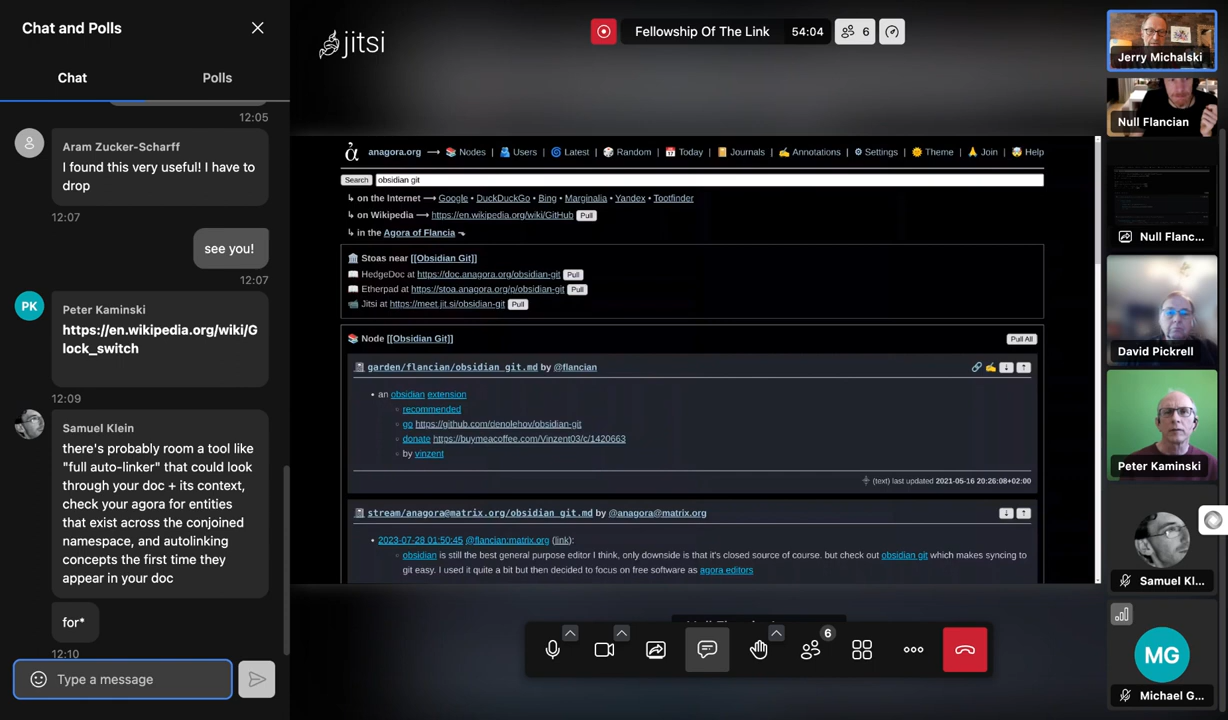 Chat and Polls
Chat
Polls
12:05
Aram Zucker-Scharff
I found this very useful! I have to
drop
12:07
see you!
12:07
PK
Peter Kaminski
https://en.wikipedia.org/wiki/G
lock_switch
12:09
Samuel Klein
there's probably room a tool like
"full auto-linker" that could look
through your doc + its context,
check your agora for entities
that exist across the conjoined
namespace, and autolinking
concepts the first time they
appear in your doc
for*
12:10
Type a message
jitsi
Fellowship Of The Link
54:04
6
anagora.org ⟶ 📚 Nodes | 🫂 Users | 🌀 Latest | 🎲 Random | 📅 Today | 📔 Journals | ✍ Annotations | ⚙ Settings | 🌞 Theme | 🙏 Join | 🤯 Help
Search
obsidian git
↳ on the Internet ⟶ Google • DuckDuckGo • Bing • Marginalia • Yandex • Tootfinder
↳ on Wikipedia ⟶ https://en.wikipedia.org/wiki/GitHub Pull
↳ in the Agora of Flancia ↷
🏛 Stoas near [[Obsidian Git]]
📖 HedgeDoc at https://doc.anagora.org/obsidian-git Pull
📖 Etherpad at https://stoa.anagora.org/p/obsidian-git Pull
📹 Jitsi at https://meet.jit.si/obsidian-git Pull
📚 Node [[Obsidian Git]]
Pull All
📓 garden/flancian/obsidian git.md by @flancian
🔗 ✍ ↓ ↑
• an obsidian extension
◦ recommended
◦ go https://github.com/denolehov/obsidian-git
◦ donate https://buymeacoffee.com/Vinzent03/c/1420663
◦ by vinzent
(text) last updated 2021-05-16 20:26:08+02:00
📓 stream/anagora@matrix.org/obsidian git.md by @anagora@matrix.org
↓ ↑
• 2023-07-28 01:50:45 @flancian:matrix.org (link):
◦ obsidian is still the best general purpose editor I think, only downside is that it's closed source of course. but check out obsidian git which makes syncing to
git easy. I used it quite a bit but then decided to focus on free software as agora editors
6
Jerry Michalski
Null Flancian
Null Flanc...
David Pickrell
Peter Kaminski
Samuel Kl...
MG
Michael G...